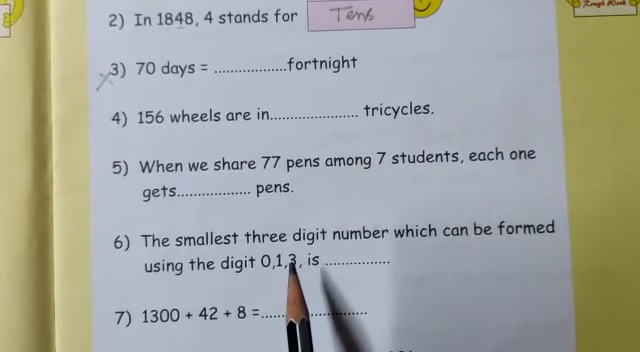 2) In 1848, 4 stands for Tens
3) 70 days = ..................fortnight
4) 156 wheels are in...................... tricycles.
5) When we share 77 pens among 7 students, each one
gets................... pens.
6) The smallest three digit number which can be formed
using the digit 0,1,3, is ................
7) 1300 + 42 + 8 =...........................
Rough Work